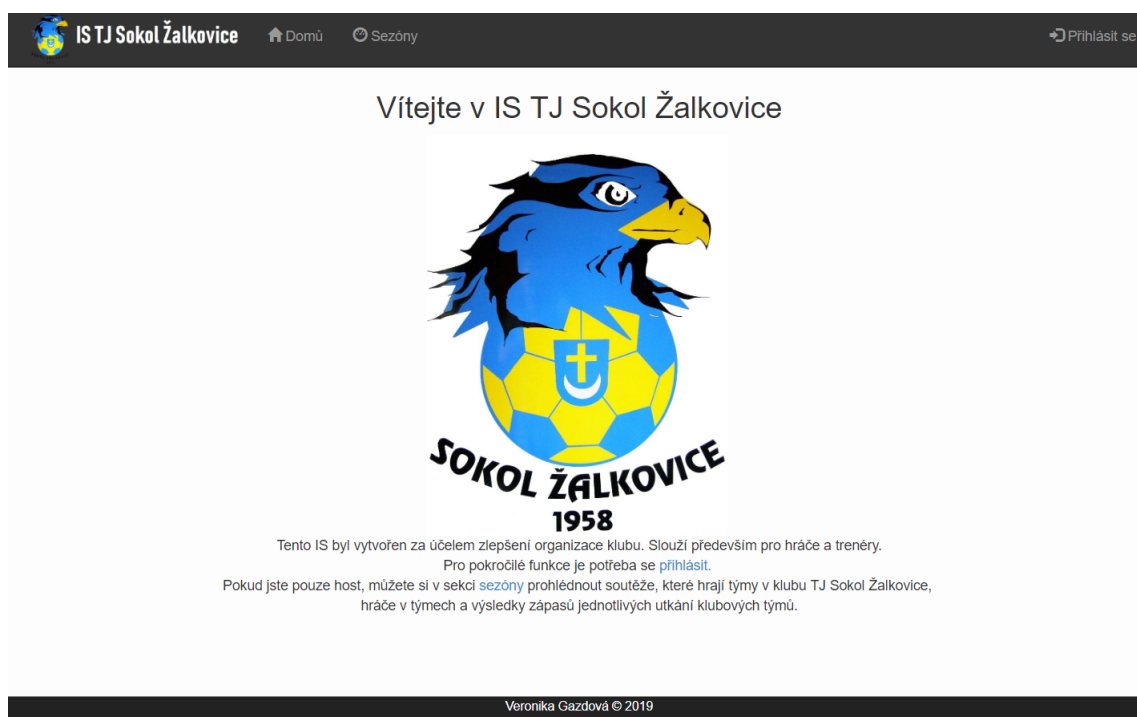 IS TJ Sokol Žalkovice Domů Sezóny Přihlásit se
Vítejte v IS TJ Sokol Žalkovice
SOKOL ŽALKOVICE
1958
Tento IS byl vytvořen za účelem zlepšení organizace klubu. Slouží především pro hráče a trenéry.
Pro pokročilé funkce je potřeba se přihlásit.
Pokud jste pouze host, můžete si v sekci sezóny prohlédnout soutěže, které hrají týmy v klubu TJ Sokol Žalkovice,
hráče v týmech a výsledky zápasů jednotlivých utkání klubových týmů.
Veronika Gazdová © 2019